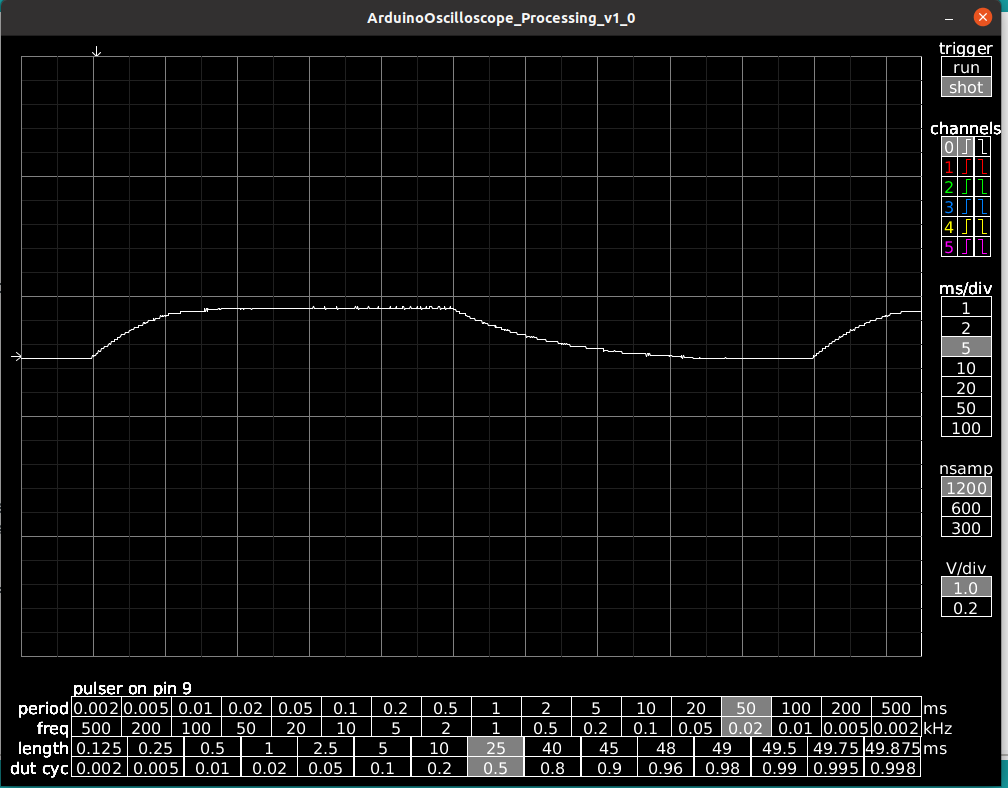 ArduinoOscilloscope_Processing_v1_0
trigger
run
shot
channels
0
1
2
3
4
5
ms/div
1
2
5
10
20
50
100
nsamp
1200
600
300
V/div
1.0
0.2
pulser on pin 9
period 0.002 0.005 0.01 0.02 0.05 0.1 0.2 0.5 1 2 5 10 20 50 100 200 500 ms
freq 500 200 100 50 20 10 5 2 1 0.5 0.2 0.1 0.05 0.02 0.01 0.005 0.002 kHz
length 0.125 0.25 0.5 1 2.5 5 10 25 40 45 48 49 49.5 49.75 49.875 ms
dut cyc 0.002 0.005 0.01 0.02 0.05 0.1 0.2 0.5 0.8 0.9 0.96 0.98 0.99 0.995 0.998